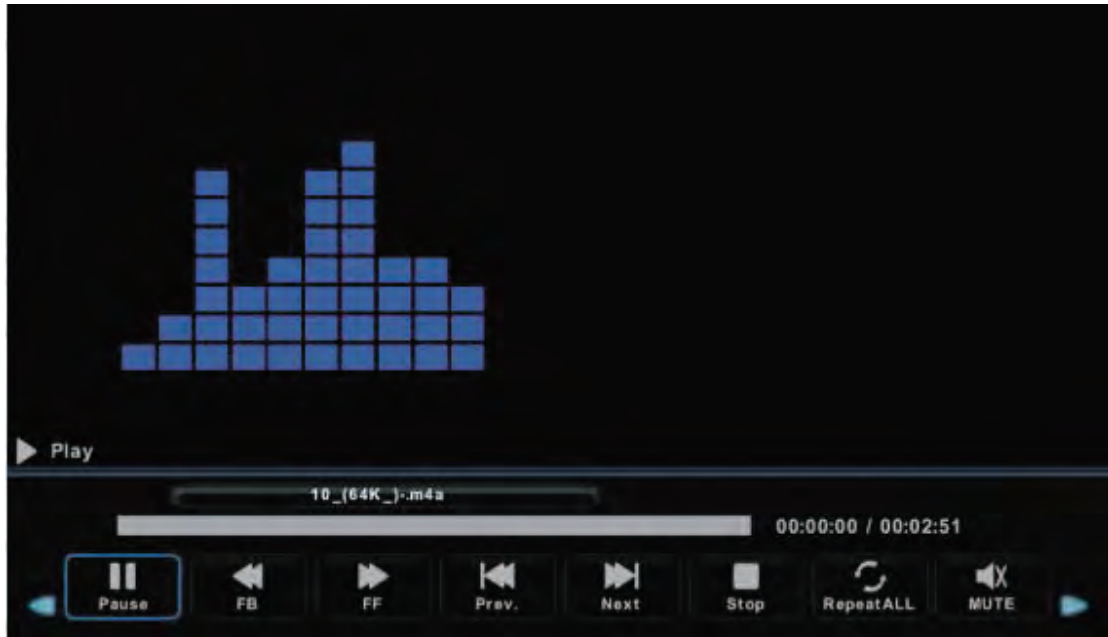 Play
10_(64K_)-.m4a
00:00:00 / 00:02:51
Pause FB FF Prev. Next Stop RepeatALL MUTE